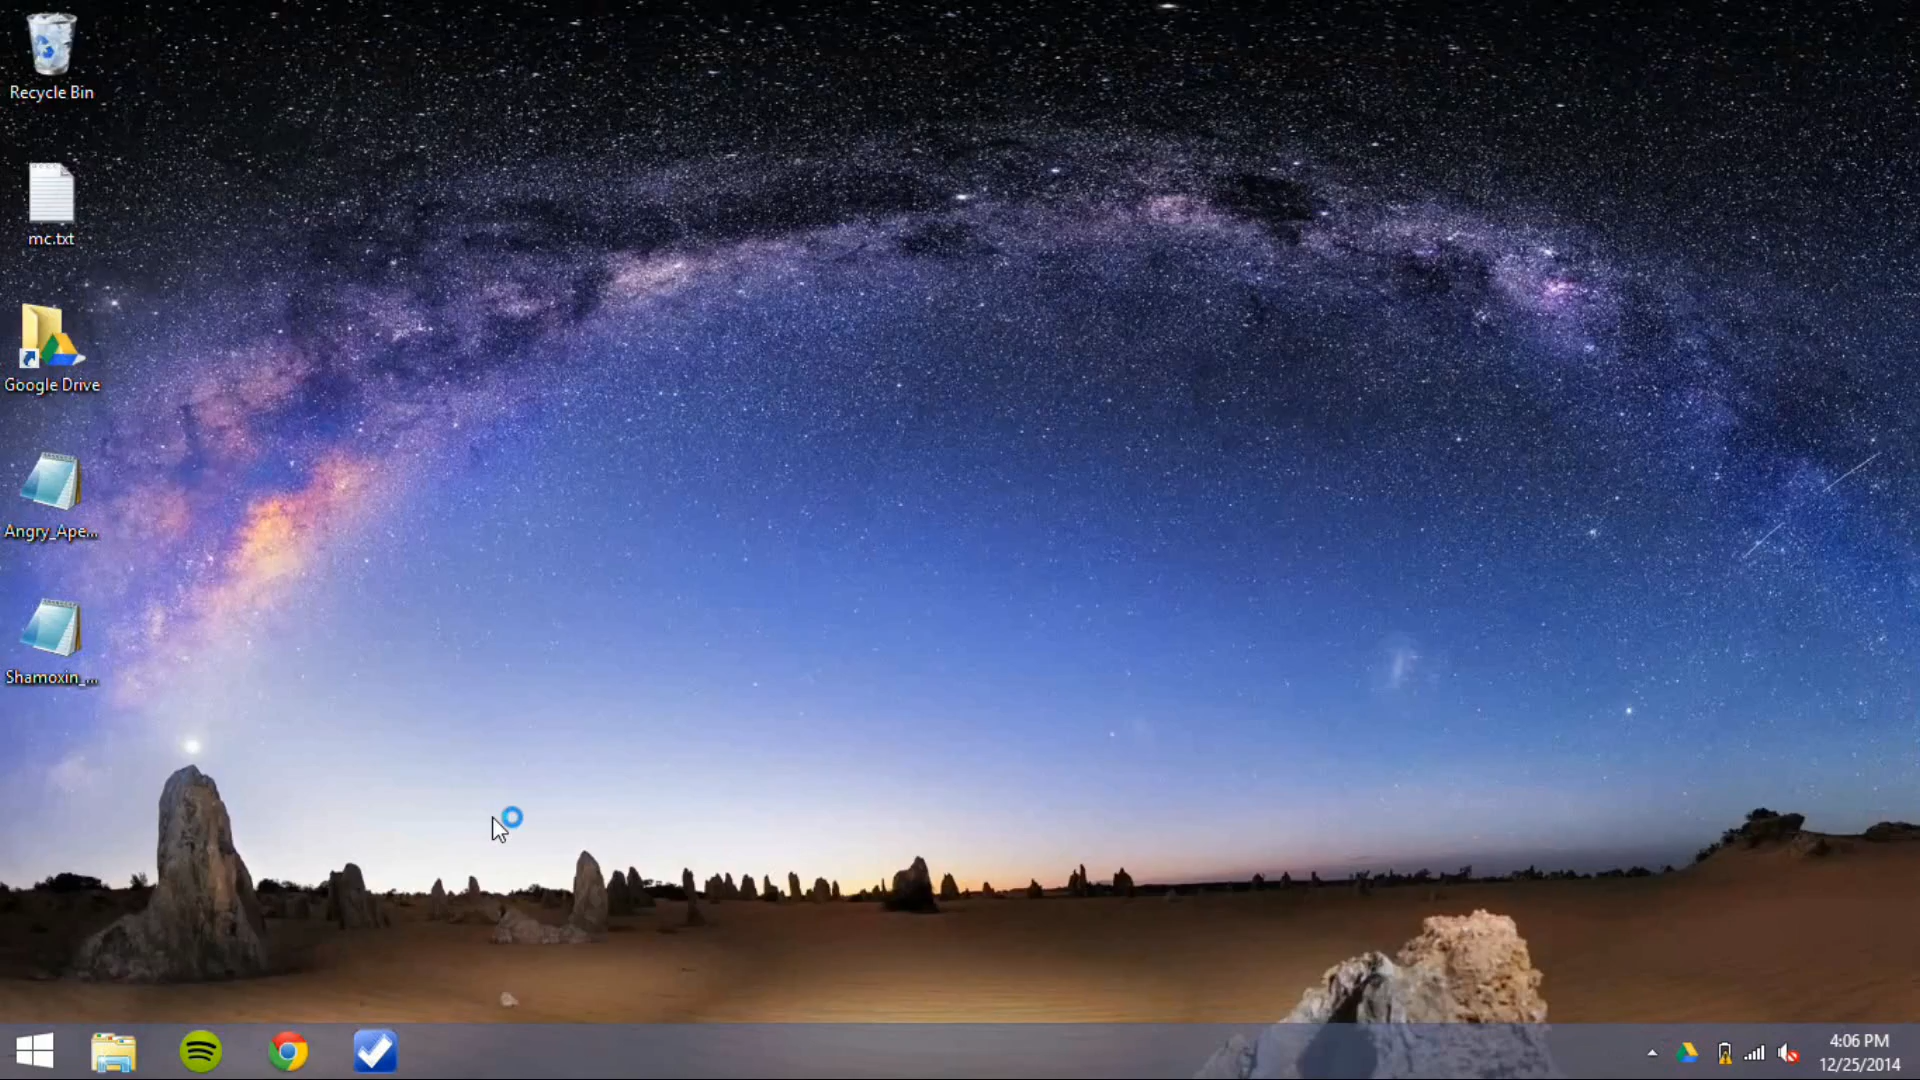 Recycle Bin
mc.txt
Google Drive
Angry_Ape...
Shamoxin_...
4:06 PM
12/25/2014